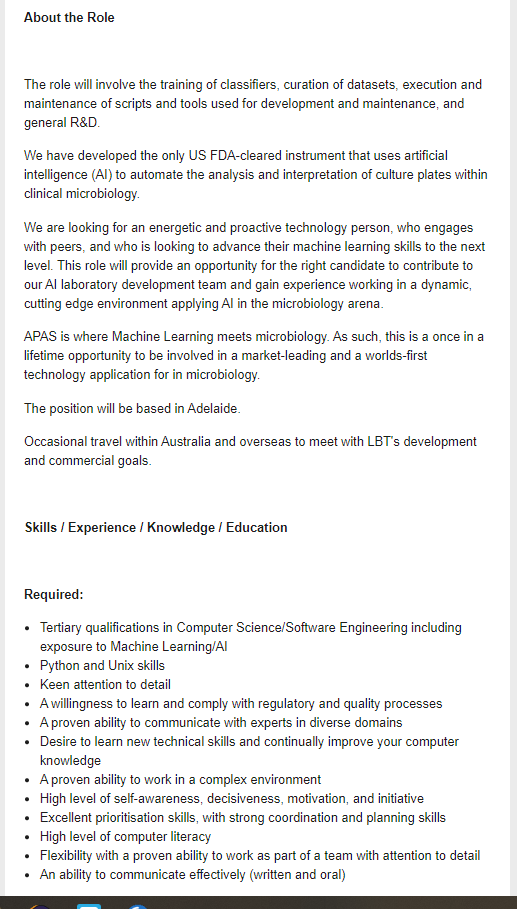 About the Role
The role will involve the training of classifiers, curation of datasets, execution and
maintenance of scripts and tools used for development and maintenance, and
general R&D.
We have developed the only US FDA-cleared instrument that uses artificial
intelligence (AI) to automate the analysis and interpretation of culture plates within
clinical microbiology.
We are looking for an energetic and proactive technology person, who engages
with peers, and who is looking to advance their machine learning skills to the next
level. This role will provide an opportunity for the right candidate to contribute to
our AI laboratory development team and gain experience working in a dynamic,
cutting edge environment applying AI in the microbiology arena.
APAS is where Machine Learning meets microbiology. As such, this is a once in a
lifetime opportunity to be involved in a market-leading and a worlds-first
technology application for in microbiology.
The position will be based in Adelaide.
Occasional travel within Australia and overseas to meet with LBT's development
and commercial goals.
Skills / Experience / Knowledge / Education
Required:
• Tertiary qualifications in Computer Science/Software Engineering including
exposure to Machine Learning/AI
• Python and Unix skills
• Keen attention to detail
• A willingness to learn and comply with regulatory and quality processes
• A proven ability to communicate with experts in diverse domains
• Desire to learn new technical skills and continually improve your computer
knowledge
• A proven ability to work in a complex environment
• High level of self-awareness, decisiveness, motivation, and initiative
• Excellent prioritisation skills, with strong coordination and planning skills
• High level of computer literacy
• Flexibility with a proven ability to work as part of a team with attention to detail
• An ability to communicate effectively (written and oral)